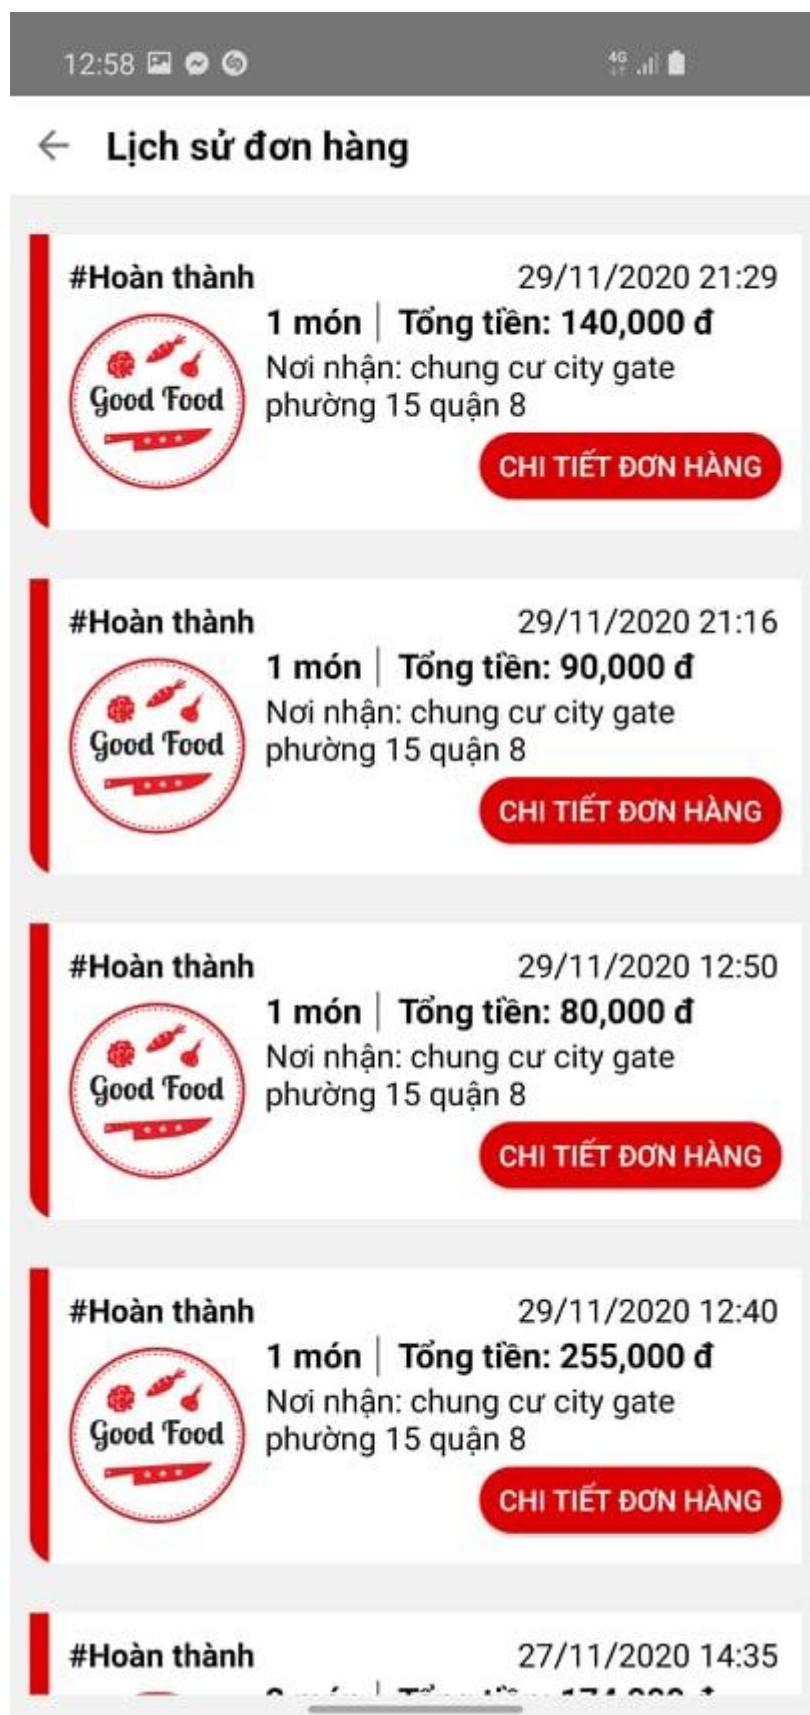 12:58
4G
Lịch sử đơn hàng
#Hoàn thành 29/11/2020 21:29
1 món | Tổng tiền: 140,000 đ
Good Food
Nơi nhận: chung cư city gate
phường 15 quận 8
CHI TIẾT ĐƠN HÀNG
#Hoàn thành 29/11/2020 21:16
1 món | Tổng tiền: 90,000 đ
Good Food
Nơi nhận: chung cư city gate
phường 15 quận 8
CHI TIẾT ĐƠN HÀNG
#Hoàn thành 29/11/2020 12:50
1 món | Tổng tiền: 80,000 đ
Good Food
Nơi nhận: chung cư city gate
phường 15 quận 8
CHI TIẾT ĐƠN HÀNG
#Hoàn thành 29/11/2020 12:40
1 món | Tổng tiền: 255,000 đ
Good Food
Nơi nhận: chung cư city gate
phường 15 quận 8
CHI TIẾT ĐƠN HÀNG
#Hoàn thành 27/11/2020 14:35